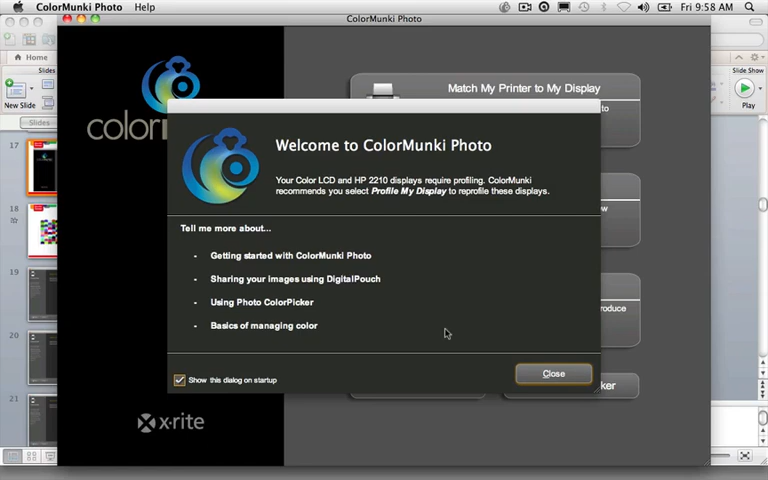 ColorMunki Photo Help Fri 9:58 AM
ColorMunki Photo
Home
Slides
Slide Show
New Slide
Play
Slides
17
18
19
20
21
Match My Printer to My Display
to
Welcome to ColorMunki Photo
Your Color LCD and HP 2210 displays require profiling. ColorMunki
recommends you select Profile My Display to reprofile these displays.
Tell me more about...
- Getting started with ColorMunki Photo
- Sharing your images using DigitalPouch
- Using Photo ColorPicker
- Basics of managing color
Show this dialog on startup
Close
x·rite